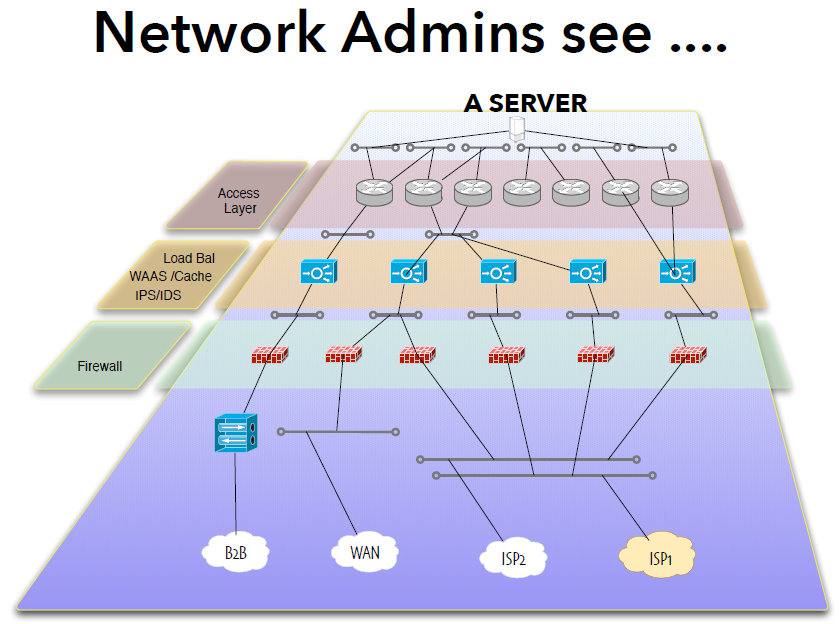 Network Admins see ....
A SERVER
Access
Layer
Load Bal
WAAS /Cache
iPS/IDS
Firewall
B2B
WAN
ISP2
ISP1